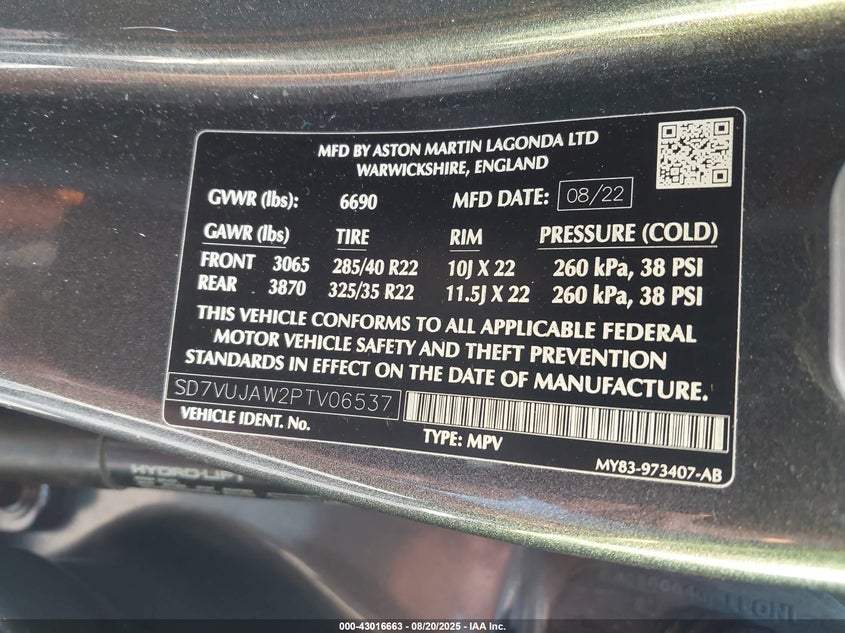 MFD BY ASTON MARTIN LAGONDA LTD
WARWICKSHIRE, ENGLAND
GVWR (lbs): 6690 MFD DATE: 08/22
GAWR (lbs) TIRE RIM PRESSURE (COLD)
FRONT 3065 285/40 R22 10J X 22 260 kPa, 38 PSI
REAR 3870 325/35 R22 11.5J X 22 260 kPa, 38 PSI
THIS VEHICLE CONFORMS TO ALL APPLICABLE FEDERAL
MOTOR VEHICLE SAFETY AND THEFT PREVENTION
STANDARDS IN EFFECT ON THE DATE OF MANUFACTURE.
SD7VUJAW2PTV06537
VEHICLE IDENT. No.
TYPE: MPV
MY83-973407-AB
HYDRO-LIFT
000-43016663 - 08/20/2025 - IAA Inc.